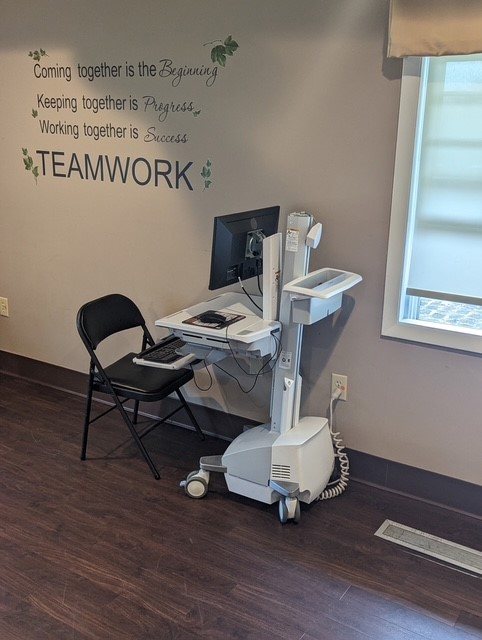 Coming together is the Beginning
Keeping together is Progress
Working together is Success
TEAMWORK